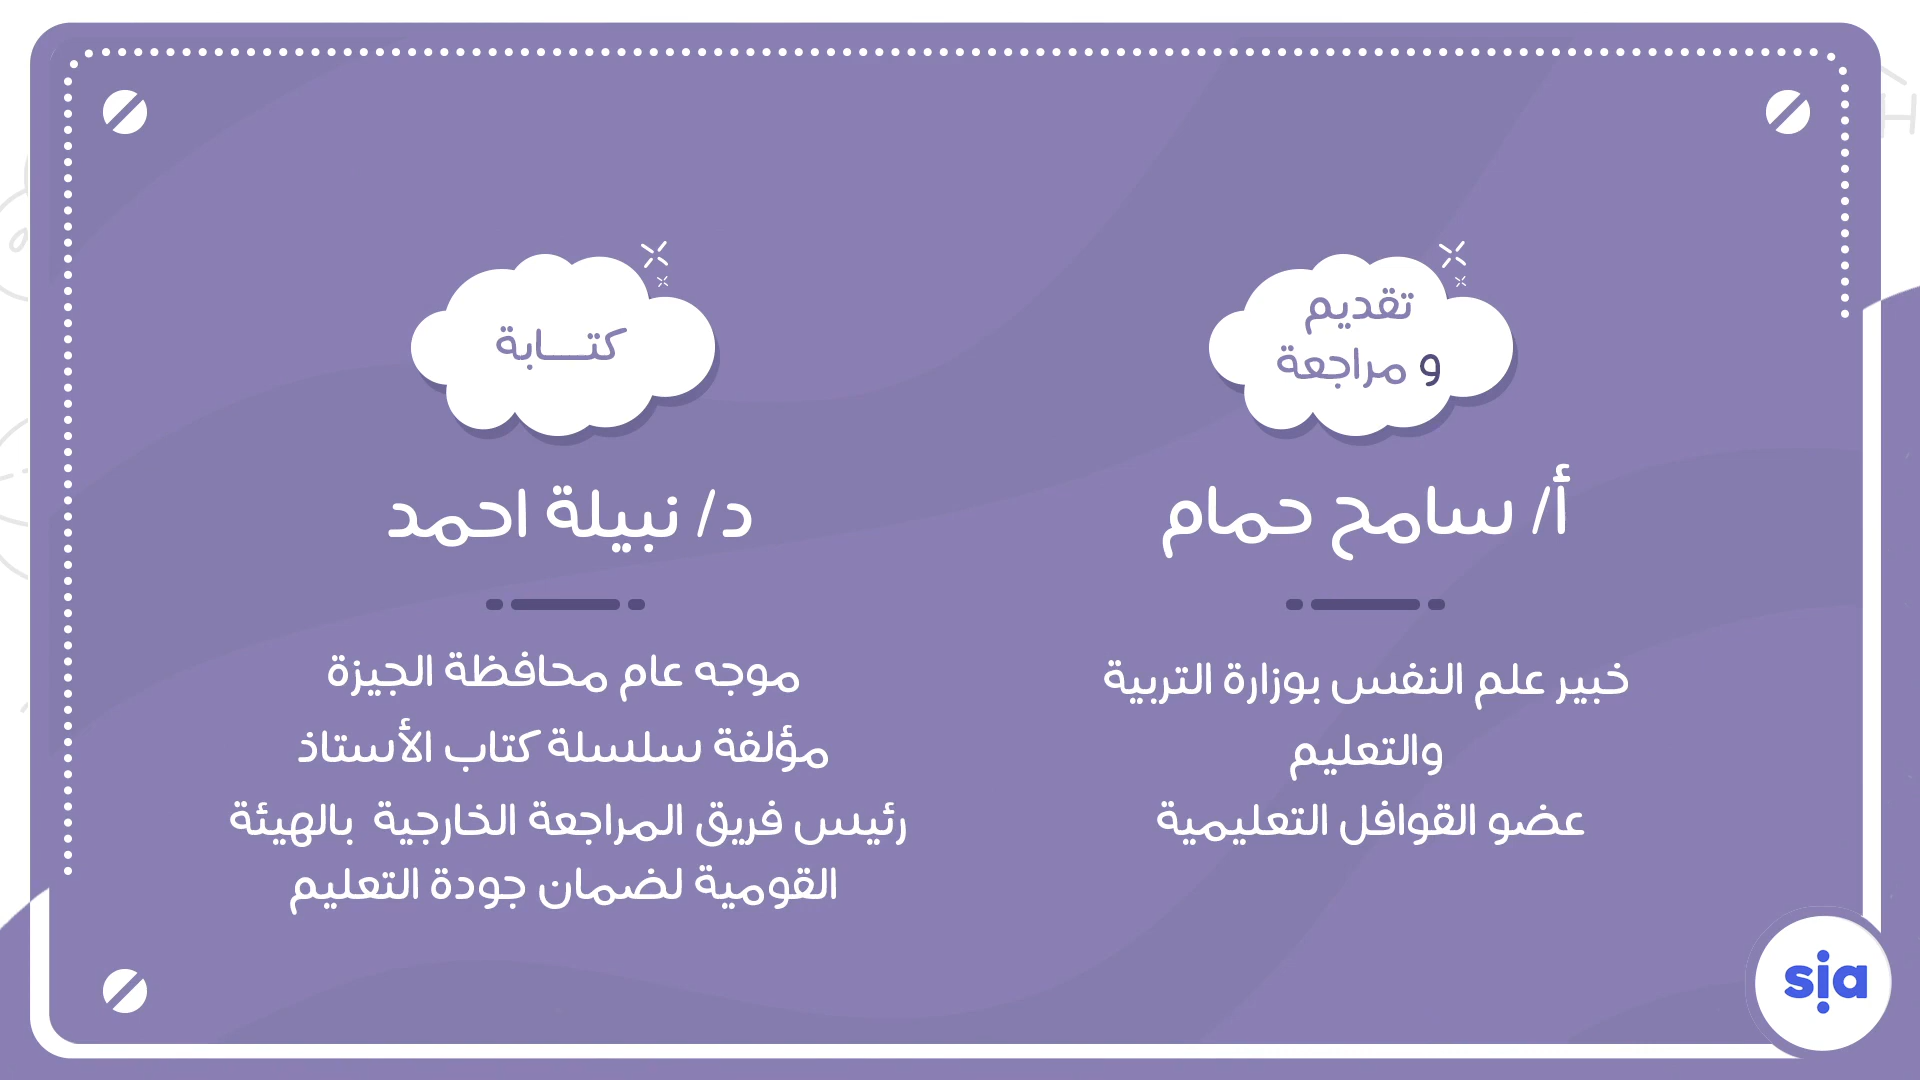 تقديم
و مراجعة
أ/ سامح حمام
خبير علم النفس بوزارة التربية
والتعليم
عضو القوافل التعليمية
كتـــابة
د/ نبيلة احمد
موجه عام محافظة الجيزة
مؤلفة سلسلة كتاب الأستاذ
رئيس فريق المراجعة الخارجية بالهيئة
القومية لضمان جودة التعليم
sia